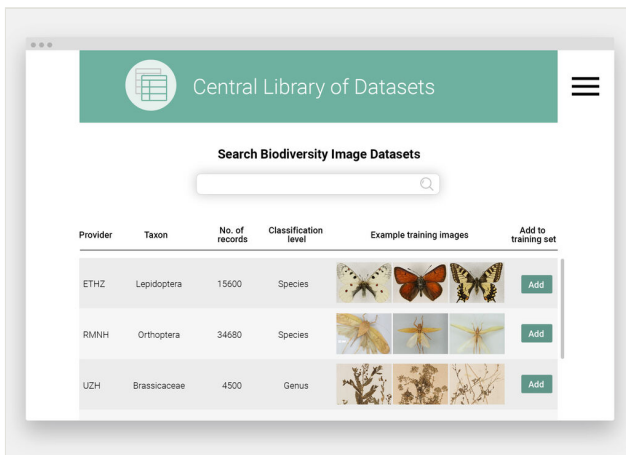 Central Library of Datasets
Search Biodiversity Image Datasets
Provider Taxon No. of records Classification level Example training images Add to training set
ETHZ Lepidoptera 15600 Species Add
RMNH Orthoptera 34680 Species Add
UZH Brassicaceae 4500 Genus Add